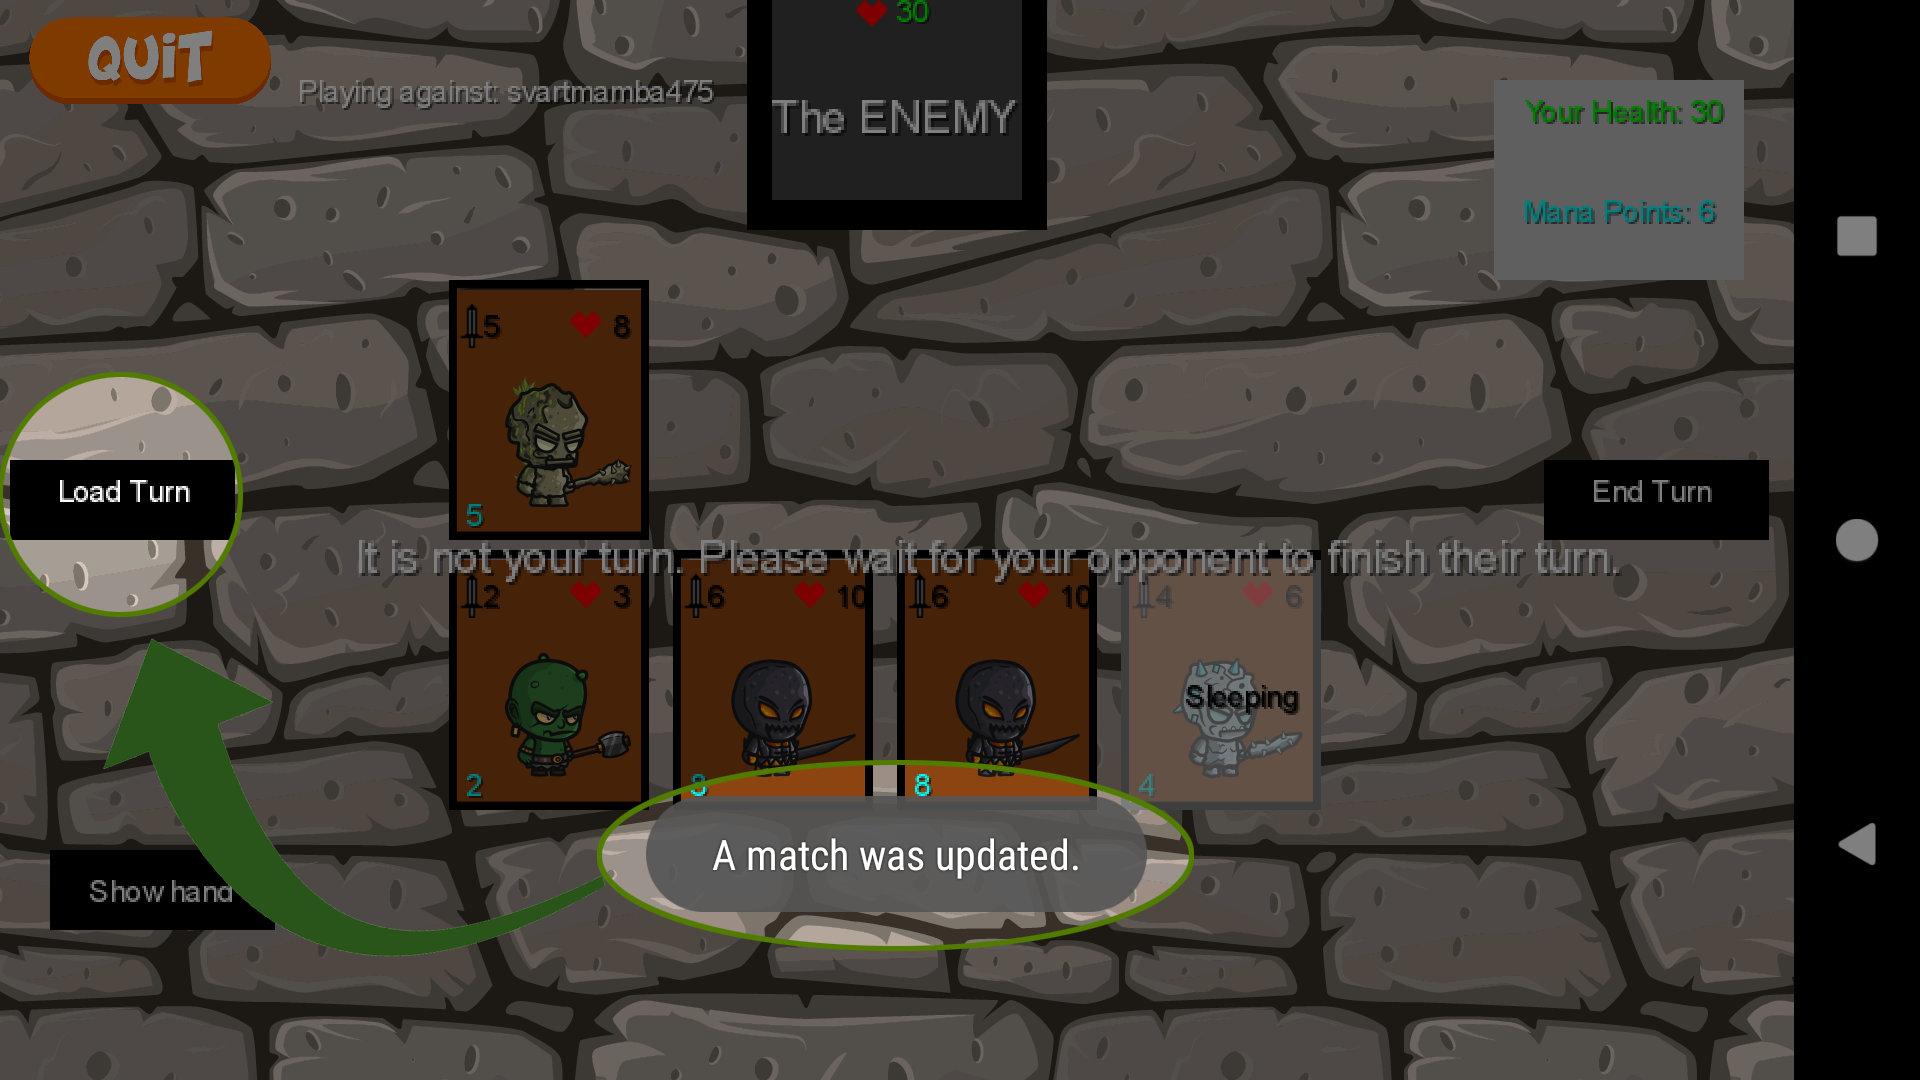 30
QUiT
Playing against: svartmamba475
The ENEMY
Your Health: 30
Mana Points: 6
5 8
5
Load Turn
End Turn
It is not your turn. Please wait for your opponent to finish their turn.
2 3
6 10
6 10
4 6
Sleeping
2
8
8
4
A match was updated.
Show hand